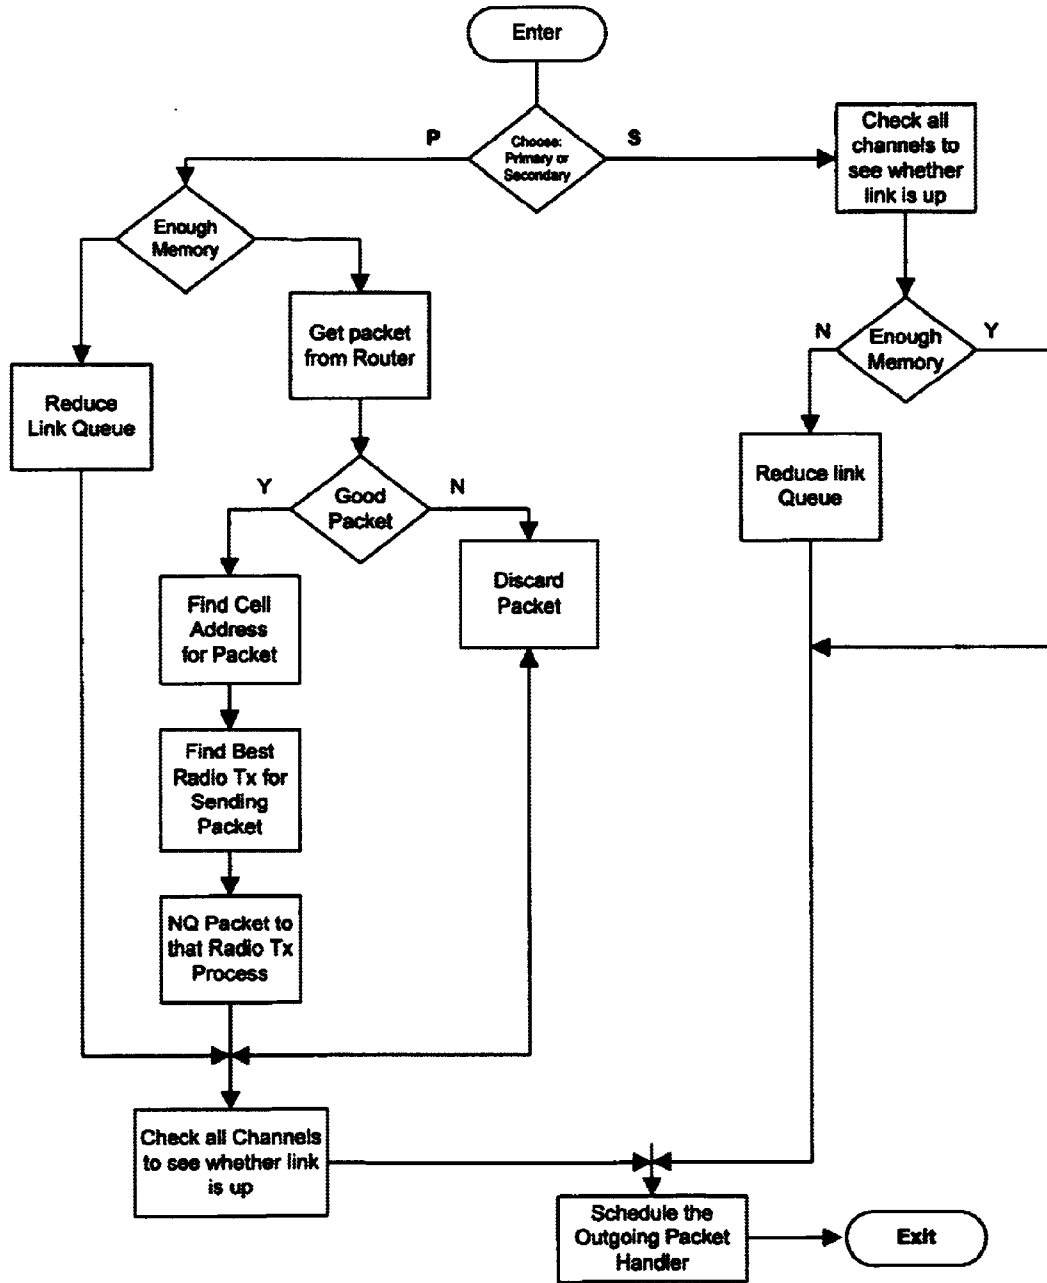 Enter
P
Choose:
Primary or
Secondary
S
Check all
channels to
see whether
link is up
Enough
Memory
Get packet
from Router
N
Enough
Memory
Y
Reduce
Link Queue
Reduce link
Queue
Y
Good
Packet
N
Discard
Packet
Find Cell
Address
for Packet
Find Best
Radio Tx for
Sending
Packet
NQ Packet to
that Radio Tx
Process
Check all Channels
to see whether link
is up
Schedule the
Outgoing Packet
Handler
Exit